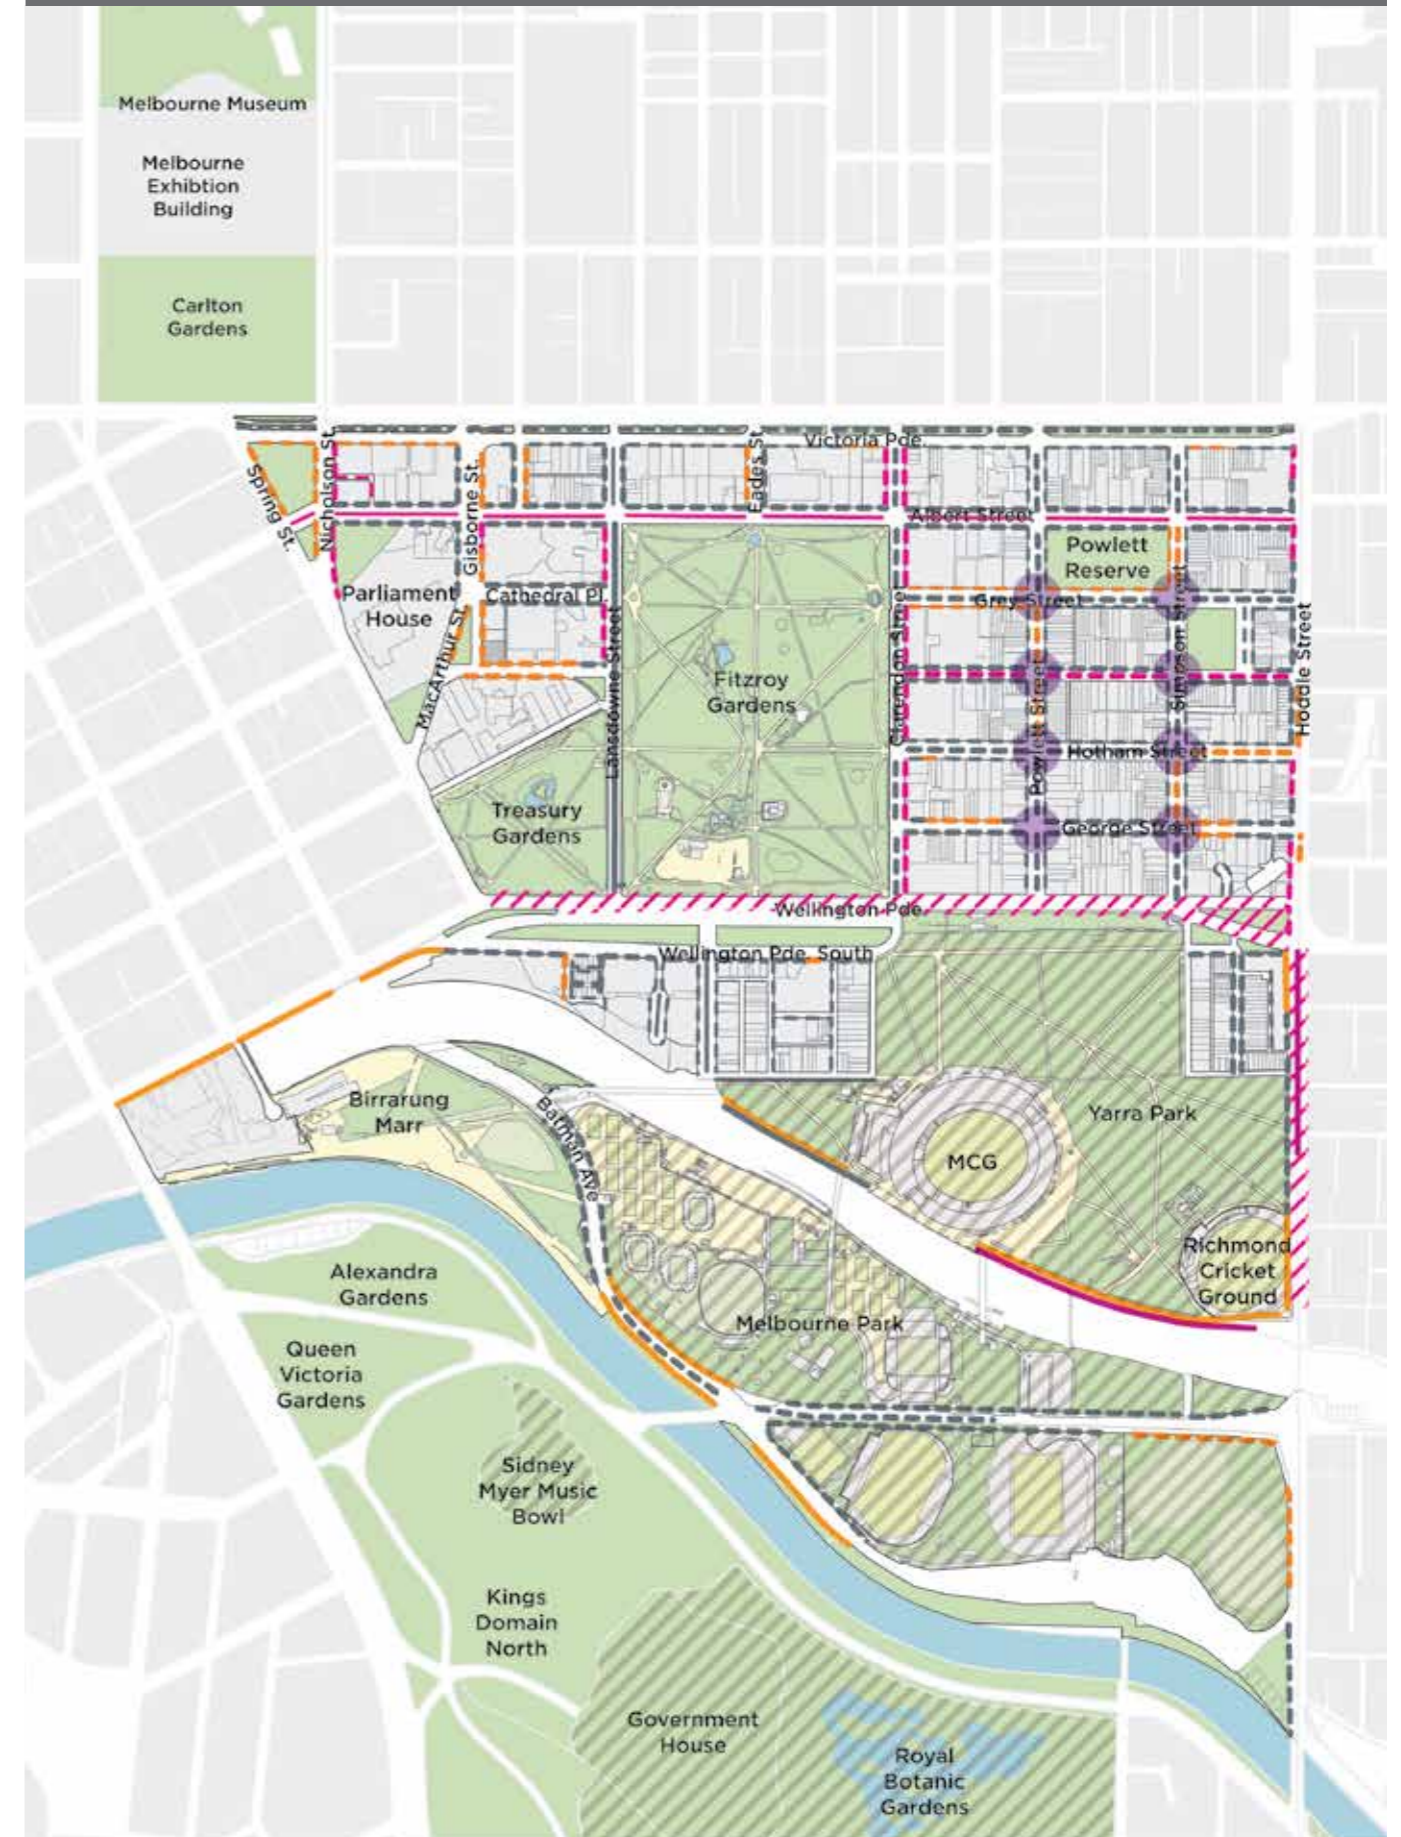 Melbourne Museum
Melbourne
Exhibtion
Building
Carlton
Gardens
Victoria Pde.
Spring St.
Nicholson St.
Gisborne St.
Eades St.
Albert Street
Powlett
Reserve
Parliament
House
Cathedral Pl.
Grey Street
MacArthur St.
Lansdowne Street
Fitzroy
Gardens
Clarendon Street
Powlett Street
Simpson Street
Hoddle Street
Hotham Street
Treasury
Gardens
George Street
Wellington Pde.
Wellington Pde. South
Birrarung
Marr
Batman Ave
Yarra Park
MCG
Richmond
Cricket
Ground
Alexandra
Gardens
Melbourne Park
Queen
Victoria
Gardens
Sidney
Myer Music
Bowl
Kings
Domain
North
Government
House
Royal
Botanic
Gardens